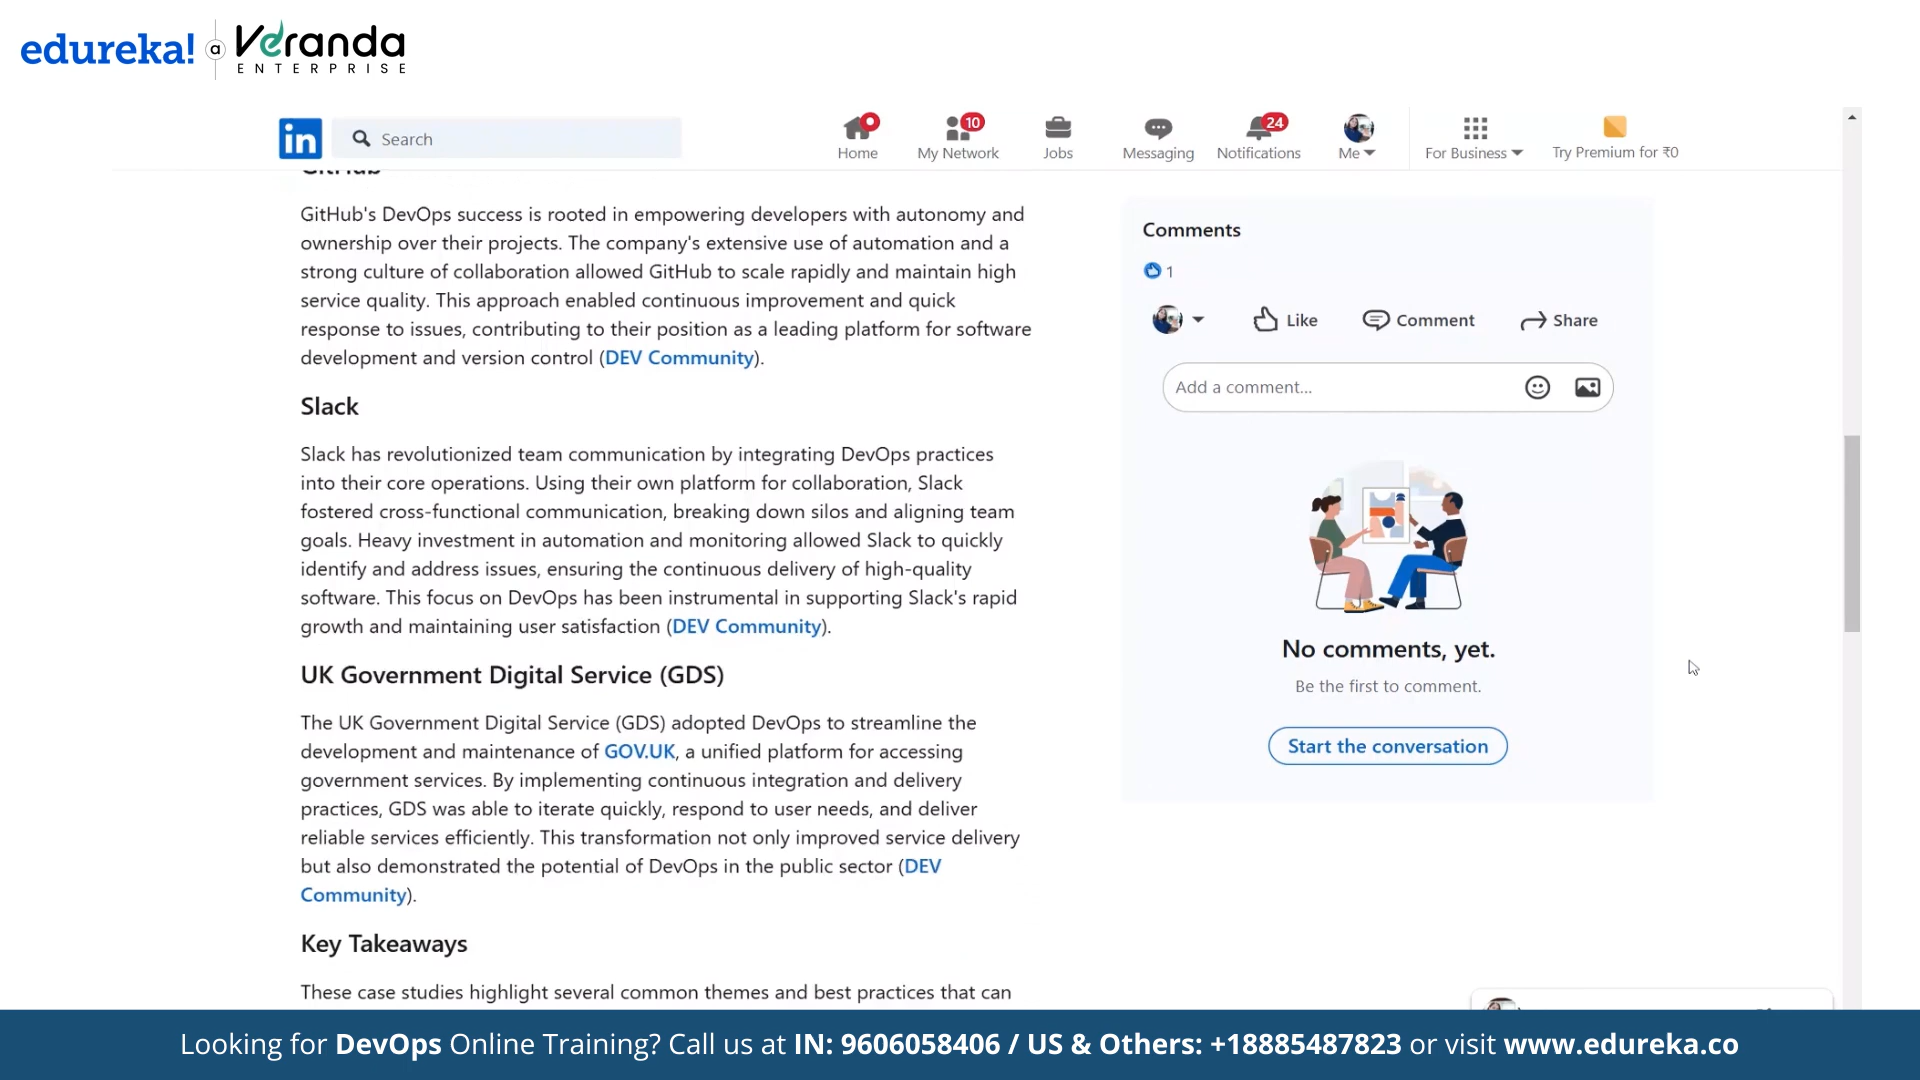 edureka! a Veranda
ENTERPRISE
in Search
Home
My Network 10
Jobs
Messaging
Notifications 24
Me
For Business
Try Premium for ₹0
GitHub
GitHub's DevOps success is rooted in empowering developers with autonomy and
ownership over their projects. The company's extensive use of automation and a
strong culture of collaboration allowed GitHub to scale rapidly and maintain high
service quality. This approach enabled continuous improvement and quick
response to issues, contributing to their position as a leading platform for software
development and version control (DEV Community).
Slack
Slack has revolutionized team communication by integrating DevOps practices
into their core operations. Using their own platform for collaboration, Slack
fostered cross-functional communication, breaking down silos and aligning team
goals. Heavy investment in automation and monitoring allowed Slack to quickly
identify and address issues, ensuring the continuous delivery of high-quality
software. This focus on DevOps has been instrumental in supporting Slack's rapid
growth and maintaining user satisfaction (DEV Community).
UK Government Digital Service (GDS)
The UK Government Digital Service (GDS) adopted DevOps to streamline the
development and maintenance of GOV.UK, a unified platform for accessing
government services. By implementing continuous integration and delivery
practices, GDS was able to iterate quickly, respond to user needs, and deliver
reliable services efficiently. This transformation not only improved service delivery
but also demonstrated the potential of DevOps in the public sector (DEV
Community).
Key Takeaways
These case studies highlight several common themes and best practices that can
Comments
1
Like
Comment
Share
Add a comment...
No comments, yet.
Be the first to comment.
Start the conversation
Looking for DevOps Online Training? Call us at IN: 9606058406 / US & Others: +18885487823 or visit www.edureka.co